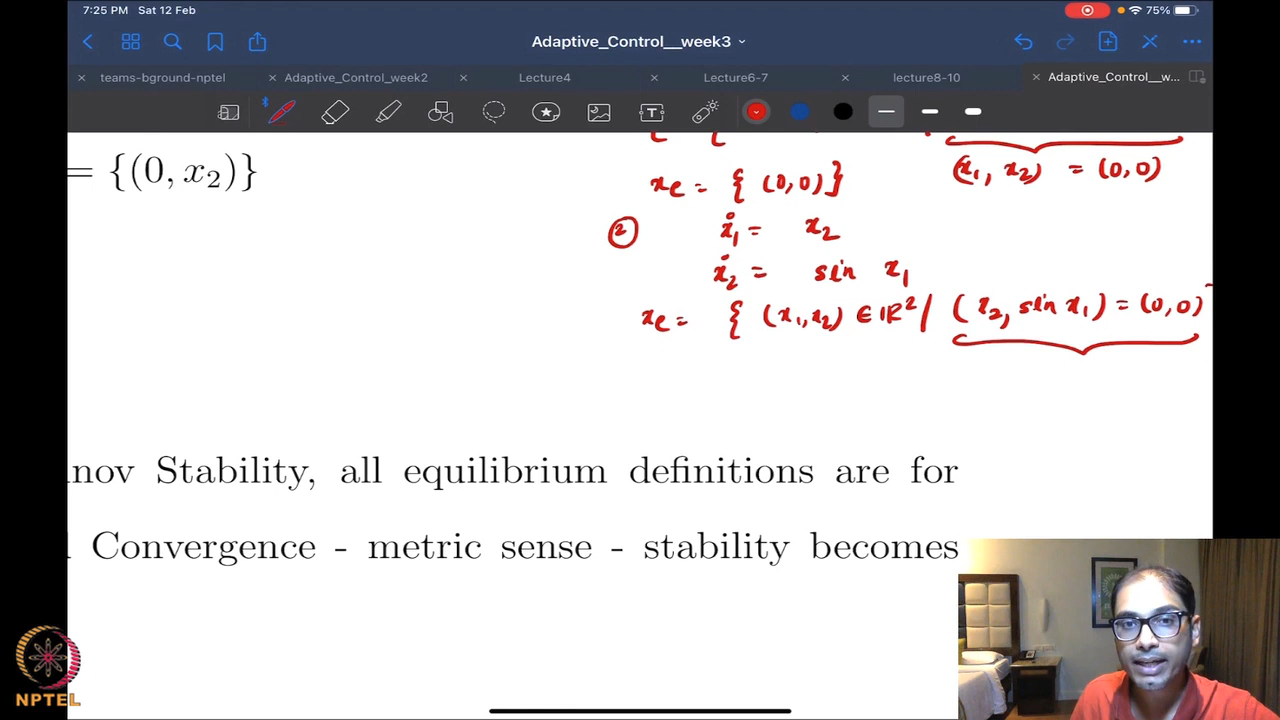 7:25 PM Sat 12 Feb
75%
Adaptive_Control__week3
teams-bground-nptel
Adaptive_Control_week2
Lecture4
Lecture6-7
lecture8-10
Adaptive_Control__w...
= {(0, x₂)}
(x₁, x₂) = (0,0)
xₑ = { (0,0) }
② ẋ₁ = x₂
ẋ₂ = sin x₁
xₑ = { (x₁, x₂) ∈ ℝ² / (x₂, sin x₁) = (0,0)
nov Stability, all equilibrium definitions are for
Convergence - metric sense - stability becomes
NPTEL